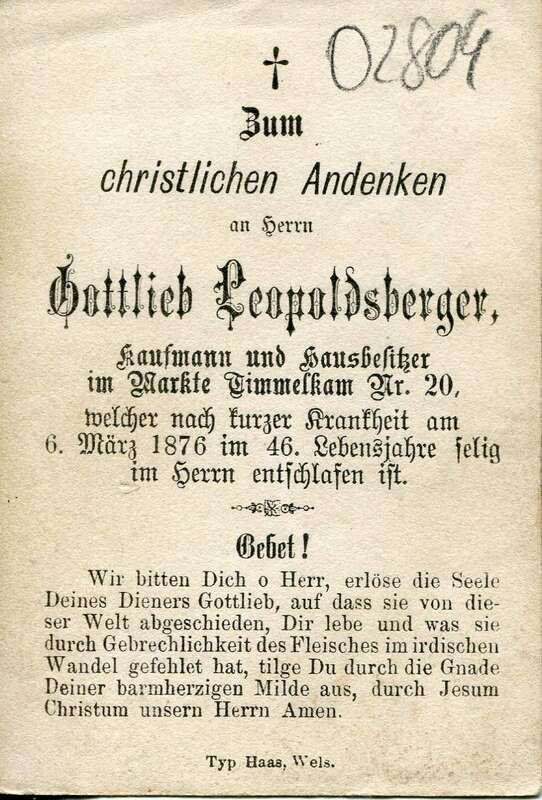 02804
†
Zum
christlichen Andenken
an Herrn
Gottlieb Leopoldsberger,
Kaufmann und Hausbesitzer
im Markte Timmelkam Nr. 20,
welcher nach kurzer Krankheit am
6. März 1876 im 46. Lebensjahre selig
im Herrn entschlafen ist.
Gebet!
Wir bitten Dich o Herr, erlöse die Seele
Deines Dieners Gottlieb, auf dass sie von die-
ser Welt abgeschieden, Dir lebe und was sie
durch Gebrechlichkeit des Fleisches im irdischen
Wandel gefehlet hat, tilge Du durch die Gnade
Deiner barmherzigen Milde aus, durch Jesum
Christum unsern Herrn Amen.
Typ Haas, Wels.